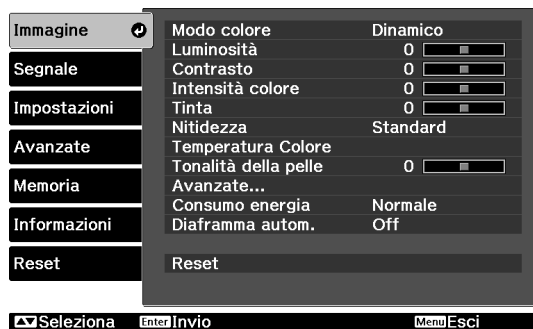 Immagine
Segnale
Impostazioni
Avanzate
Memoria
Informazioni
Reset
Modo colore Dinamico
Luminosità 0
Contrasto 0
Intensità colore 0
Tinta 0
Nitidezza Standard
Temperatura Colore
Tonalità della pelle 0
Avanzate...
Consumo energia Normale
Diaframma autom. Off
Reset
Seleziona Enter Invio Menu Esci